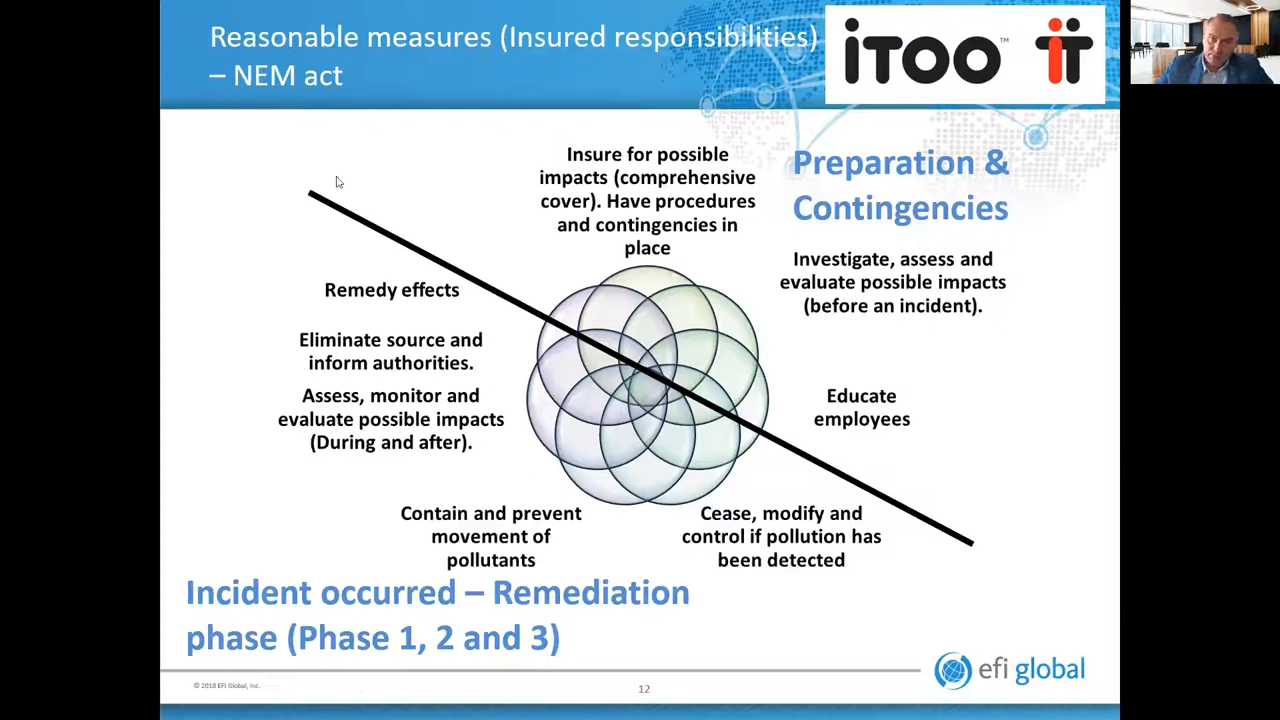 Reasonable measures (Insured responsibilities)
– NEM act
iTOO™ iT
Insure for possible
impacts (comprehensive
cover). Have procedures
and contingencies in
place
Preparation &
Contingencies
Investigate, assess and
evaluate possible impacts
(before an incident).
Remedy effects
Eliminate source and
inform authorities.
Assess, monitor and
evaluate possible impacts
(During and after).
Educate
employees
Contain and prevent
movement of
pollutants
Cease, modify and
control if pollution has
been detected
Incident occurred – Remediation
phase (Phase 1, 2 and 3)
efi global
© 2018 EFI Global, Inc.
12